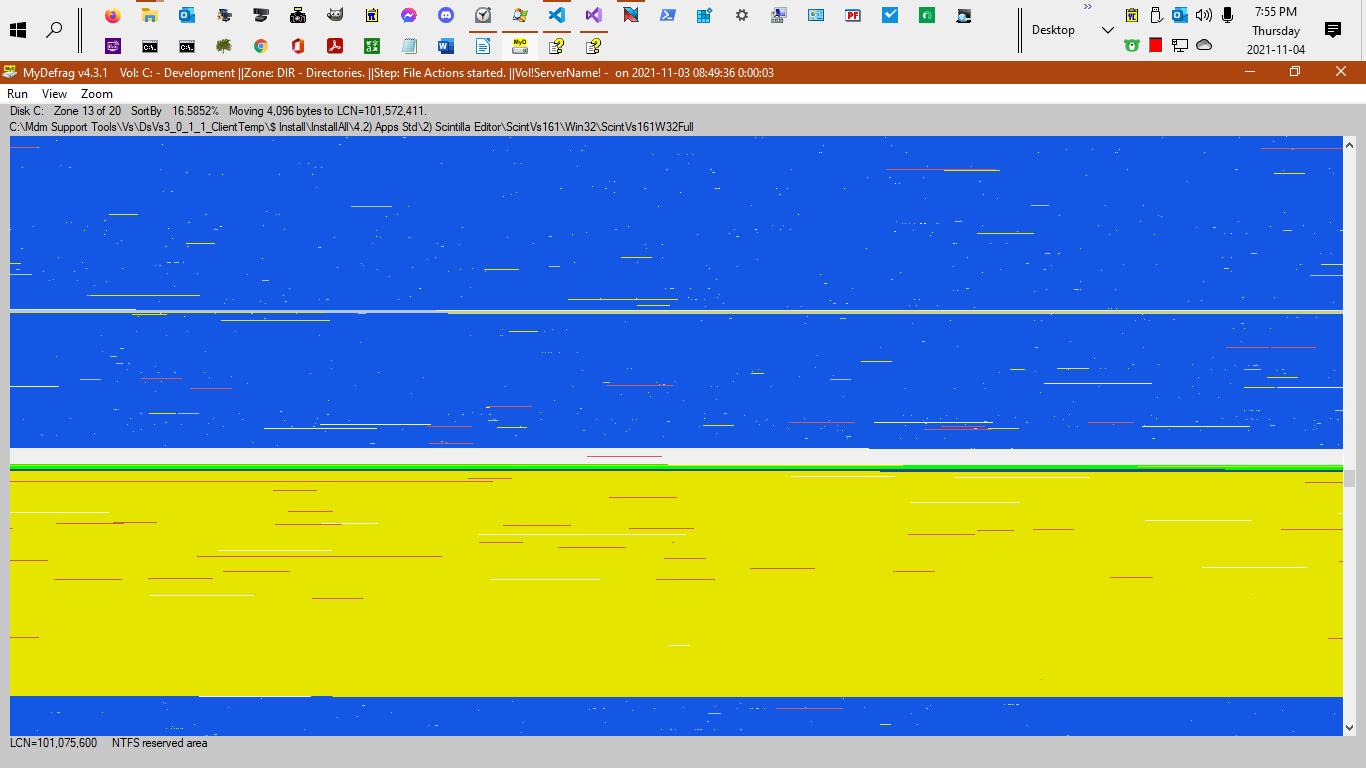 7:55 PM
Desktop
Thursday
2021-11-04
MyDefrag v4.3.1 Vol: C: - Development ||Zone: DIR - Directories. ||Step: File Actions started. ||Vol!ServerName! - on 2021-11-03 08:49:36 0:00:03
Run View Zoom
Disk C: Zone 13 of 20 SortBy 16.5852% Moving 4,096 bytes to LCN=101,572,411.
C:\Mdm Support Tools\Vs\DsVs3_0_1_1_ClientTemp\$ Install\InstallAll\4.2) Apps Std\2) Scintilla Editor\ScintVs161\Win32\ScintVs161W32Full
LCN=101,075,600 NTFS reserved area